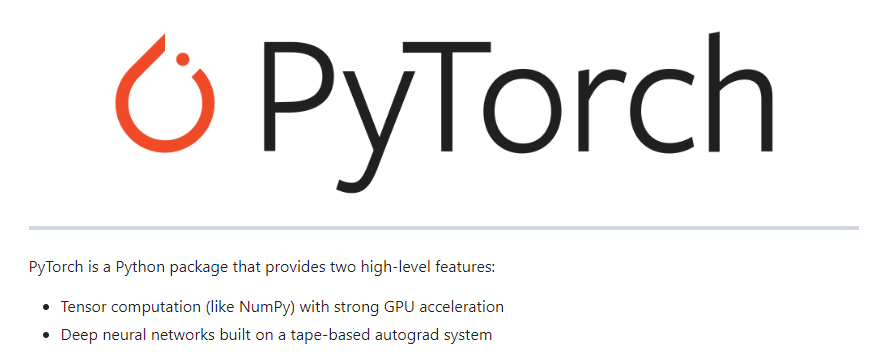 PyTorch
PyTorch is a Python package that provides two high-level features:
Tensor computation (like NumPy) with strong GPU acceleration
Deep neural networks built on a tape-based autograd system